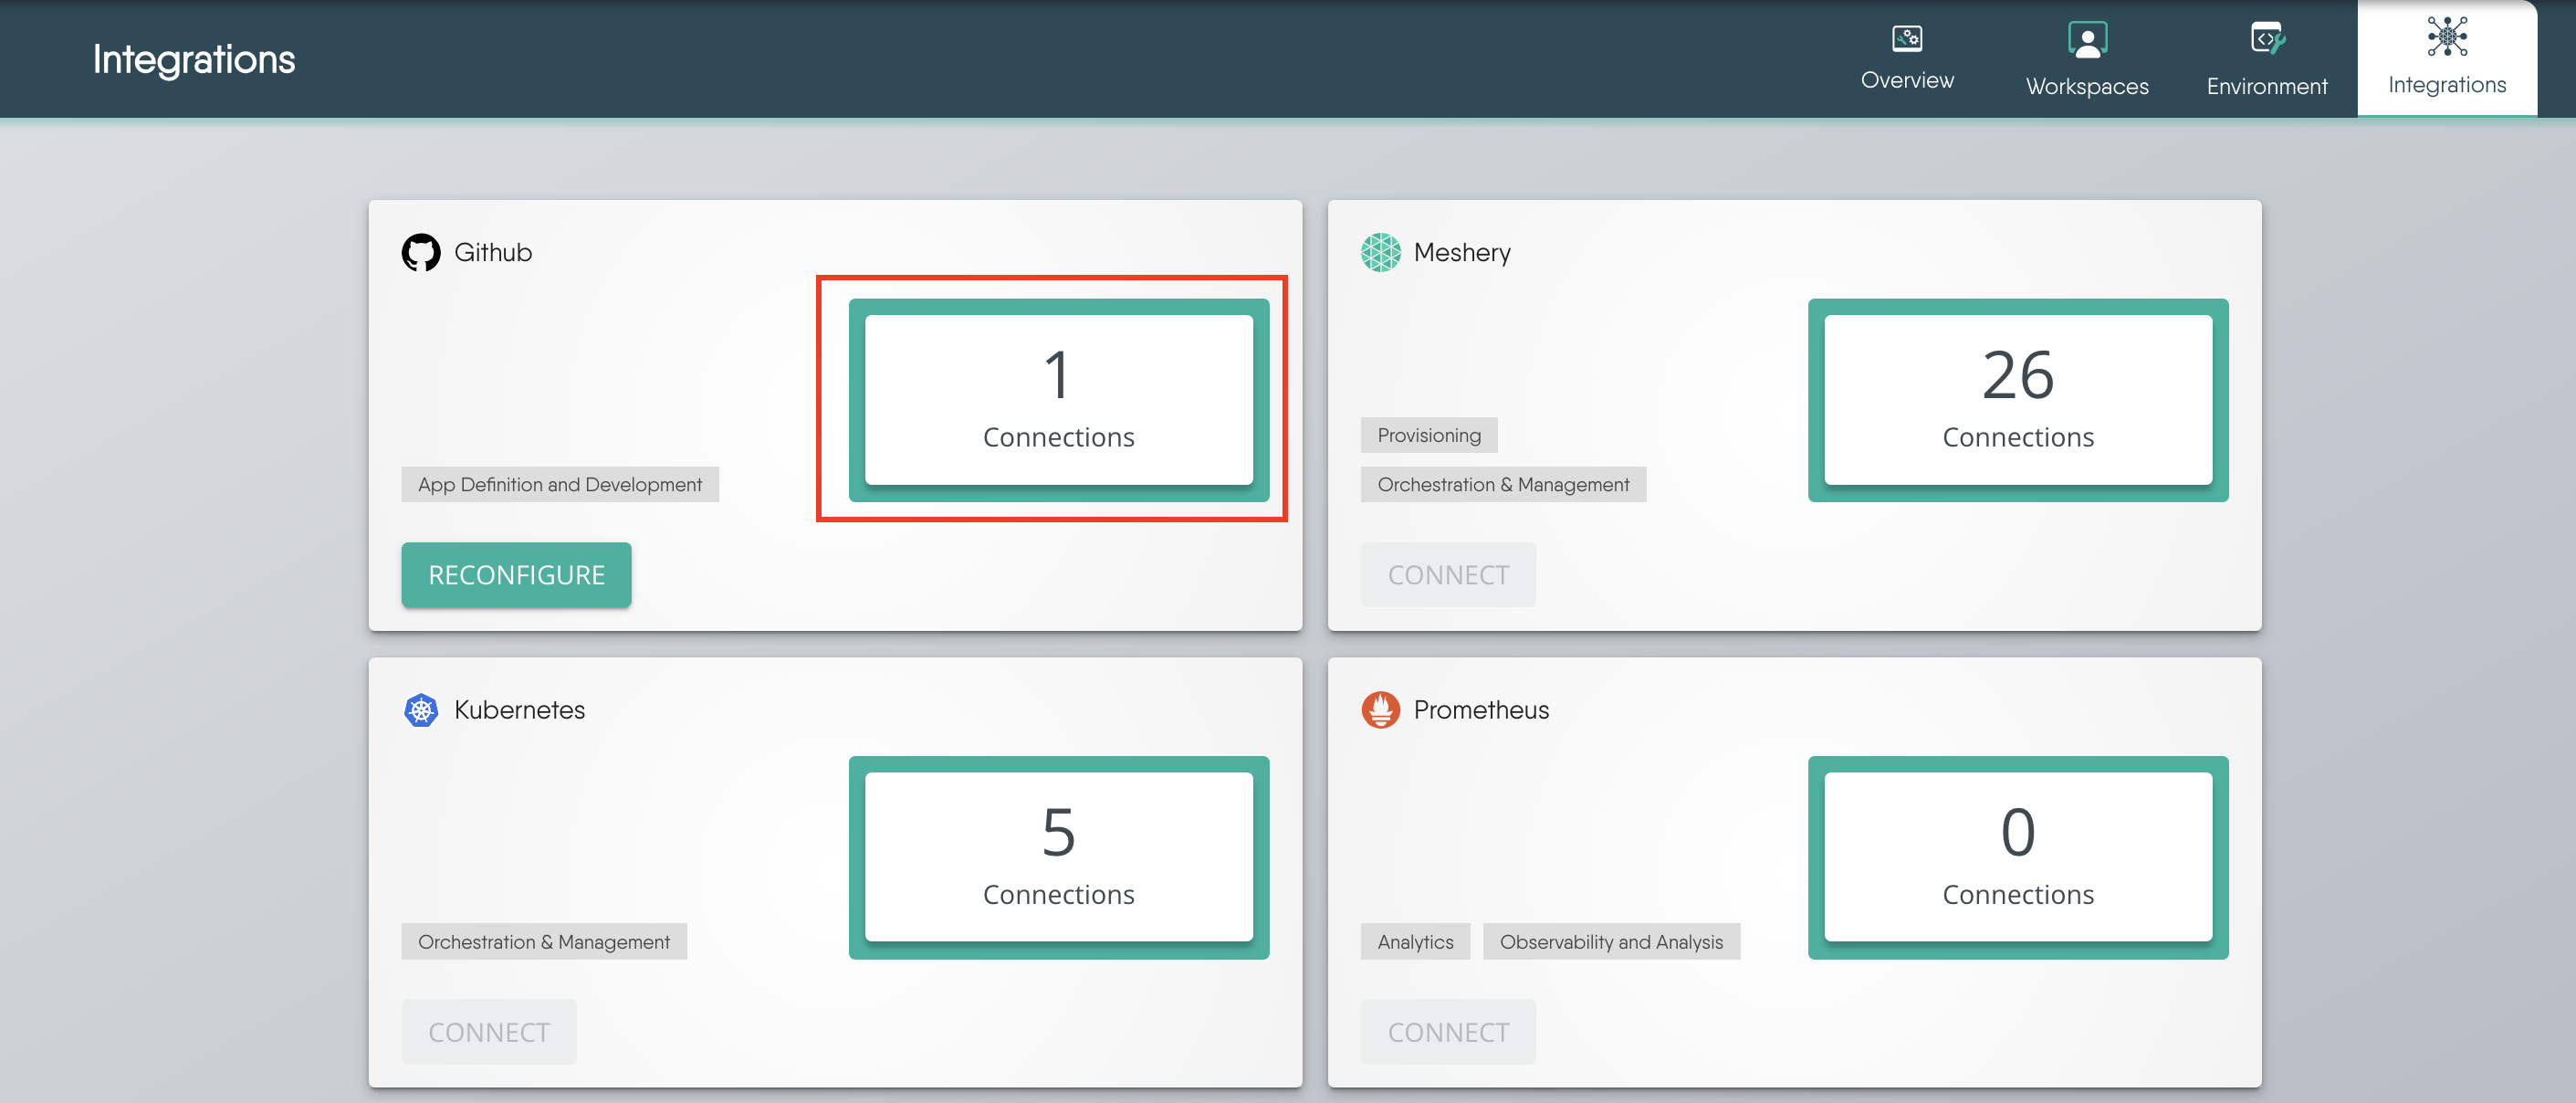 Integrations
Overview
Workspaces
Environment
Integrations
Github
1
Connections
App Definition and Development
RECONFIGURE
Meshery
26
Connections
Provisioning
Orchestration & Management
CONNECT
Kubernetes
5
Connections
Orchestration & Management
CONNECT
Prometheus
0
Connections
Analytics
Observability and Analysis
CONNECT